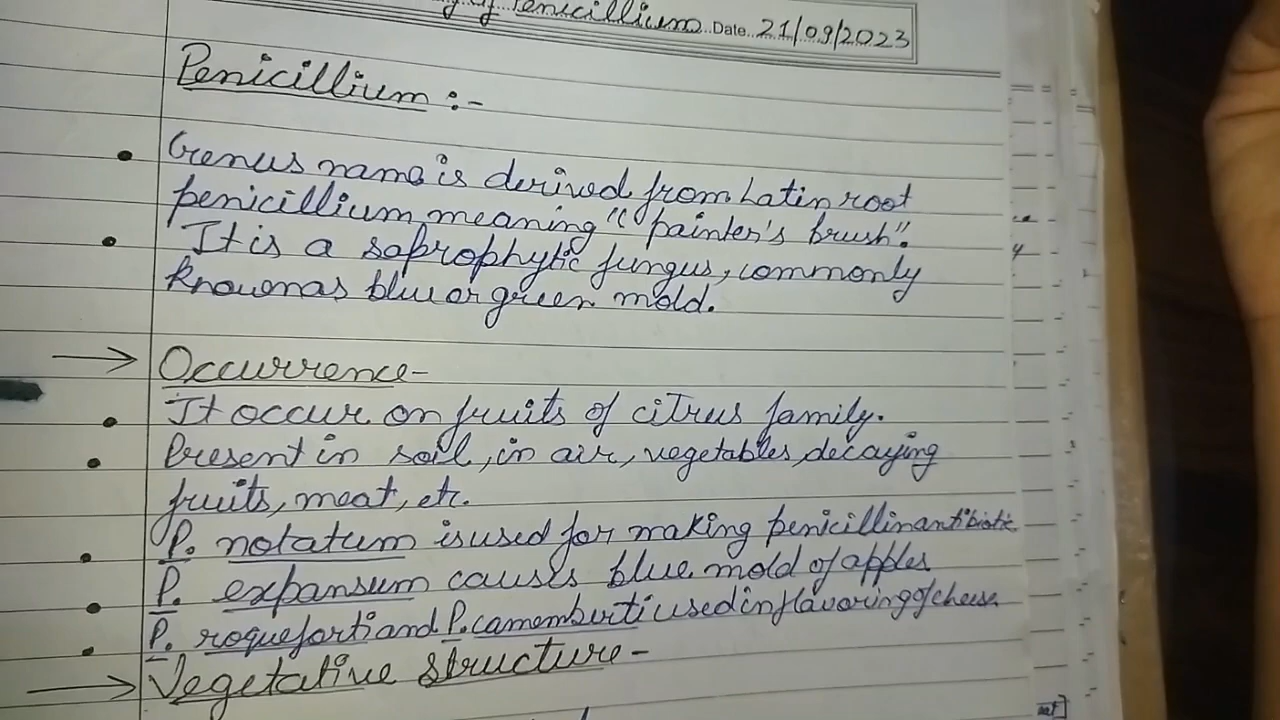 of Penicillium Date 21/09/2023
Penicillium :-
• Genus name is derived from Latin root
penicillium meaning "painter's brush".
• It is a saprophytic fungus, commonly
known as blue or green mold.
→ Occurrence-
• It occur on fruits of citrus family.
• Present in soil, in air, vegetables, decaying
fruits, meat, etc.
• P. notatum is used for making penicillin antibiotic
• P. expansum causes blue mold of apples
• P. roqueforti and P. camemberti used in flavoring of cheese.
→ Vegetative structure-